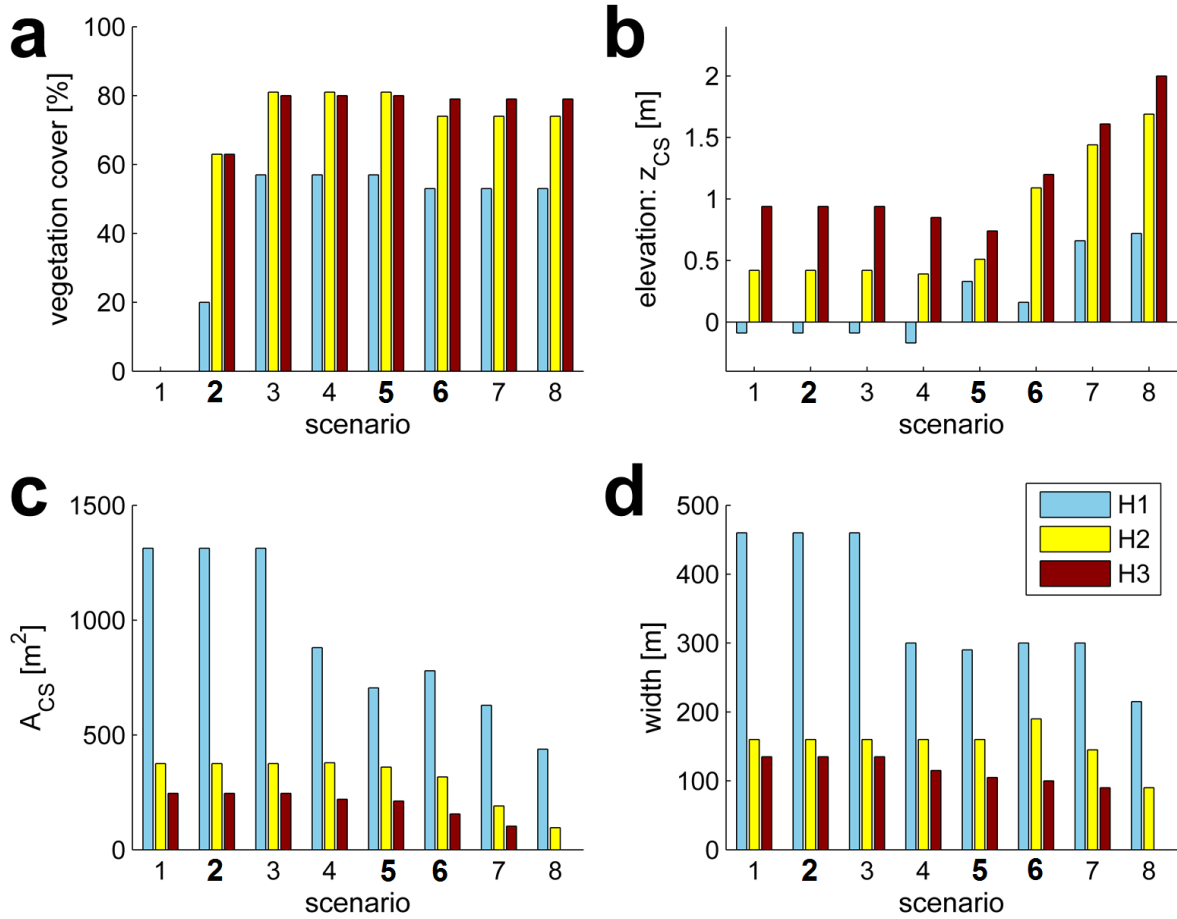 a
vegetation cover [%]
100
80
60
40
20
0
1 2 3 4 5 6 7 8
scenario
b
elevation: z_CS [m]
2
1.5
1
0.5
0
1 2 3 4 5 6 7 8
scenario
c
A_CS [m²]
1500
1000
500
0
1 2 3 4 5 6 7 8
scenario
d
width [m]
500
400
300
200
100
0
H1
H2
H3
1 2 3 4 5 6 7 8
scenario